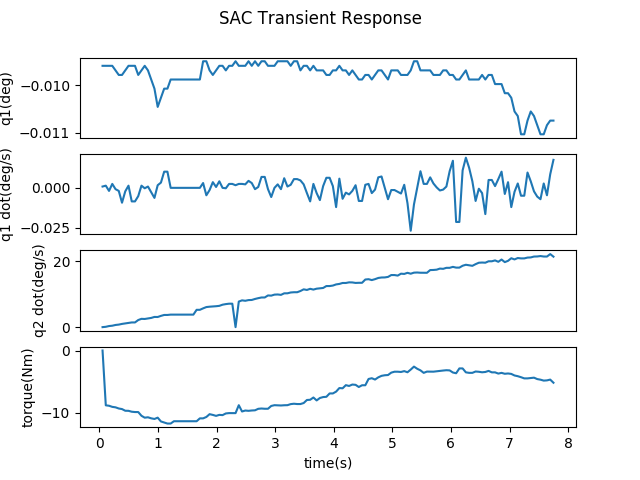 SAC Transient Response
q1(deg)
−0.010
−0.011
q1 dot(deg/s)
0.000
−0.025
q2 dot(deg/s)
20
0
torque(Nm)
0
−10
0 1 2 3 4 5 6 7 8
time(s)